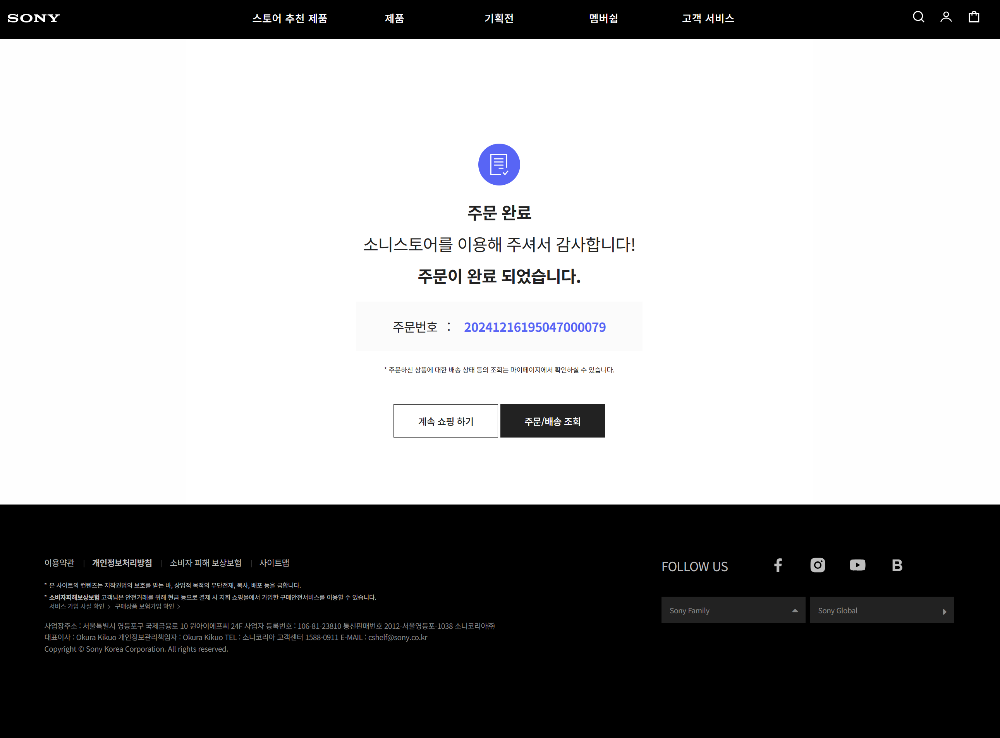 SONY 스토어 추천 제품 제품 기획전 멤버쉽 고객 서비스
주문 완료
소니스토어를 이용해 주셔서 감사합니다!
주문이 완료 되었습니다.
주문번호 : 20241216195047000079
* 주문하신 상품에 대한 배송 상태 등의 조회는 마이페이지에서 확인하실 수 있습니다.
계속 쇼핑 하기 주문/배송 조회
이용약관 | 개인정보처리방침 | 소비자 피해 보상보험 | 사이트맵
* 본 사이트의 컨텐츠는 저작권법의 보호를 받는 바, 상업적 목적의 무단전재, 복사, 배포 등을 금합니다.
* 소비자피해보상보험 고객님은 안전거래를 위해 현금 등으로 결제 시 저희 쇼핑몰에서 가입한 구매안전서비스를 이용할 수 있습니다.
서비스 가입 사실 확인 > 구매상품 보험가입 확인 >
사업장주소 : 서울특별시 영등포구 국제금융로 10 원아이에프씨 24F 사업자 등록번호 : 106-81-23810 통신판매번호 2012-서울영등포-1038 소니코리아㈜
대표이사 : Okura Kikuo 개인정보관리책임자 : Okura Kikuo TEL : 소니코리아 고객센터 1588-0911 E-MAIL : cshelf@sony.co.kr
Copyright © Sony Korea Corporation. All rights reserved.
FOLLOW US B
Sony Family Sony Global